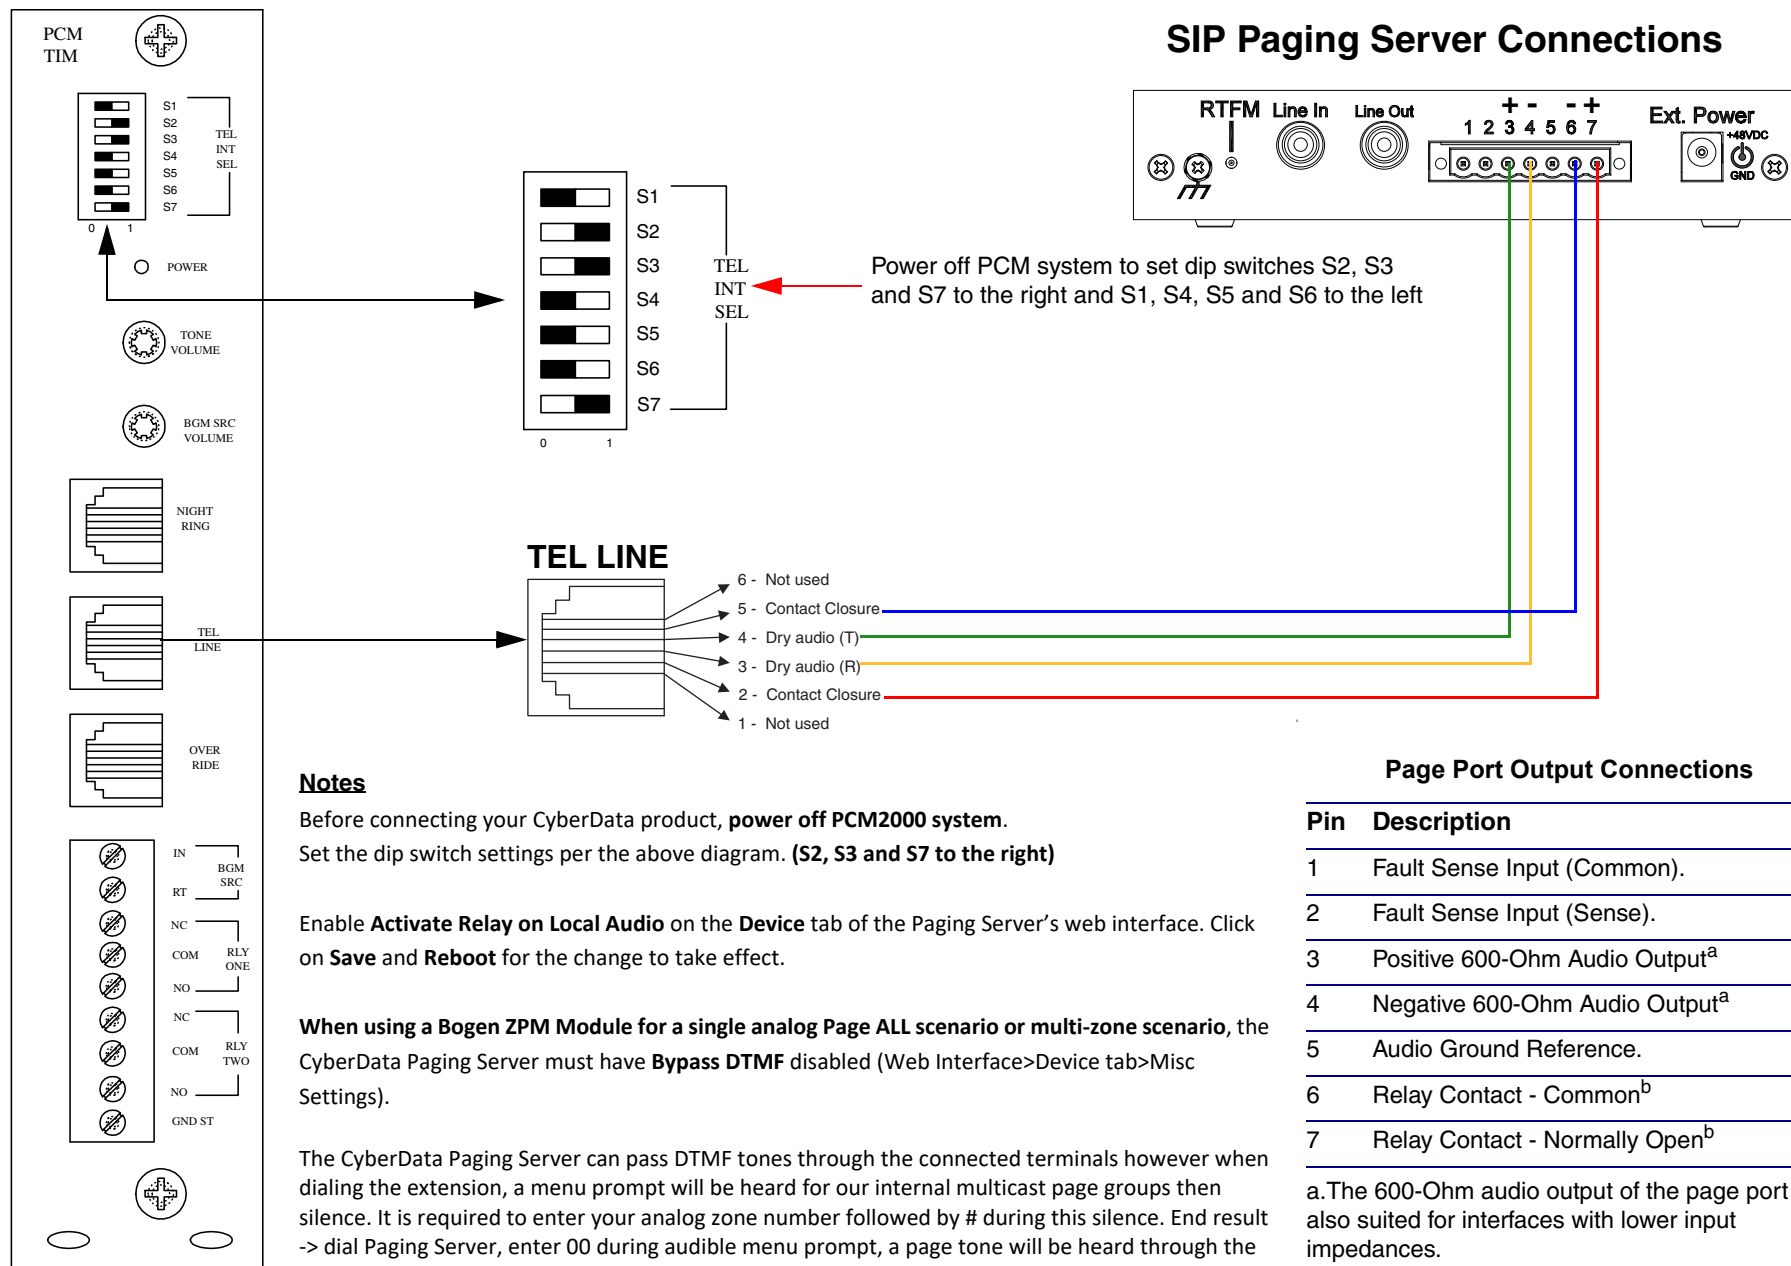 SIP Paging Server Connections
PCM
TIM
S1
S2
S3
S4
S5
S6
S7
TEL
INT
SEL
0 1
POWER
TONE
VOLUME
BGM SRC
VOLUME
NIGHT
RING
TEL
LINE
OVER
RIDE
IN
RT
BGM
SRC
NC
COM
NO
RLY
ONE
NC
COM
NO
RLY
TWO
GND ST
S1
S2
S3
S4
S5
S6
S7
TEL
INT
SEL
0 1
Power off PCM system to set dip switches S2, S3
and S7 to the right and S1, S4, S5 and S6 to the left
RTFM
Line In
Line Out
+ - - +
1 2 3 4 5 6 7
Ext. Power
+48VDC
GND
TEL LINE
6 - Not used
5 - Contact Closure
4 - Dry audio (T)
3 - Dry audio (R)
2 - Contact Closure
1 - Not used
Notes
Before connecting your CyberData product, power off PCM2000 system.
Set the dip switch settings per the above diagram. (S2, S3 and S7 to the right)
Enable Activate Relay on Local Audio on the Device tab of the Paging Server’s web interface. Click
on Save and Reboot for the change to take effect.
When using a Bogen ZPM Module for a single analog Page ALL scenario or multi-zone scenario, the
CyberData Paging Server must have Bypass DTMF disabled (Web Interface>Device tab>Misc
Settings).
The CyberData Paging Server can pass DTMF tones through the connected terminals however when
dialing the extension, a menu prompt will be heard for our internal multicast page groups then
silence. It is required to enter your analog zone number followed by # during this silence. End result
-> dial Paging Server, enter 00 during audible menu prompt, a page tone will be heard through the
Page Port Output Connections
Pin Description
1 Fault Sense Input (Common).
2 Fault Sense Input (Sense).
3 Positive 600-Ohm Audio Output a
4 Negative 600-Ohm Audio Output a
5 Audio Ground Reference.
6 Relay Contact - Common b
7 Relay Contact - Normally Open b
a.The 600-Ohm audio output of the page port
also suited for interfaces with lower input
impedances.